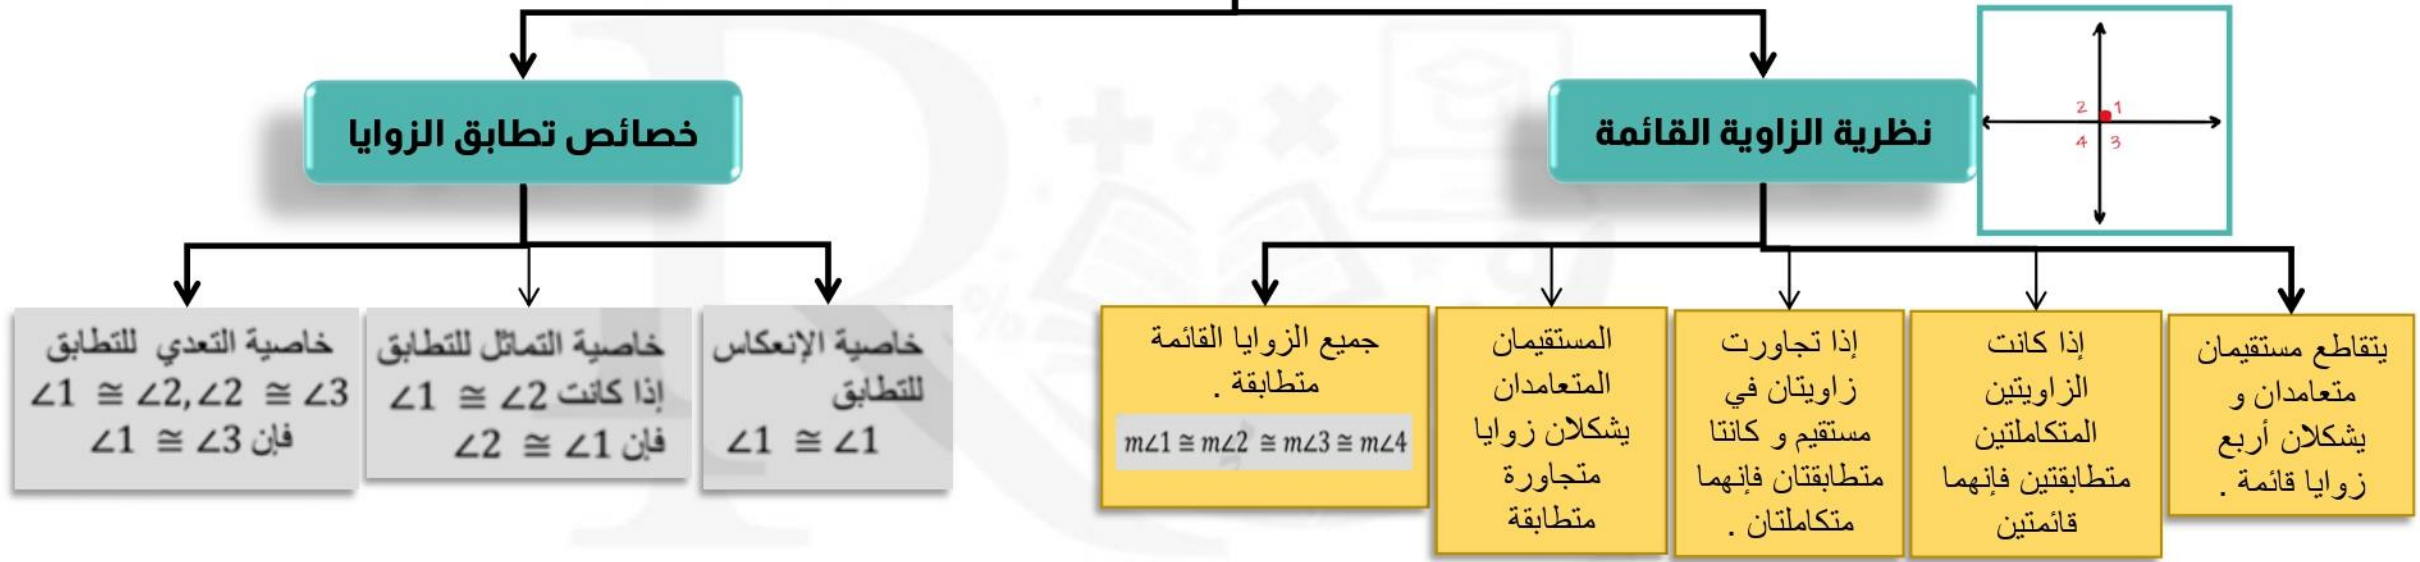 نظرية الزاوية القائمة
2 1
4 3
يتقاطع مستقيمان
متعامدان و
يشكلان أربع
زوايا قائمة .
إذا كانت
الزاويتين
المتكاملتين
متطابقتين فإنهما
قائمتين
إذا تجاورت
زاويتان في
مستقيم و كانتا
متطابقتان فإنهما
متكاملتان .
المستقيمان
المتعامدان
يشكلان زوايا
متجاورة
متطابقة
جميع الزوايا القائمة
متطابقة .
m∠1 ≅ m∠2 ≅ m∠3 ≅ m∠4
خصائص تطابق الزوايا
خاصية الإنعكاس
للتطابق
∠1 ≅ ∠1
خاصية التماثل للتطابق
إذا كانت ∠1 ≅ ∠2
فإن ∠2 ≅ ∠1
خاصية التعدي للتطابق
∠1 ≅ ∠2,∠2 ≅ ∠3
فإن ∠1 ≅ ∠3